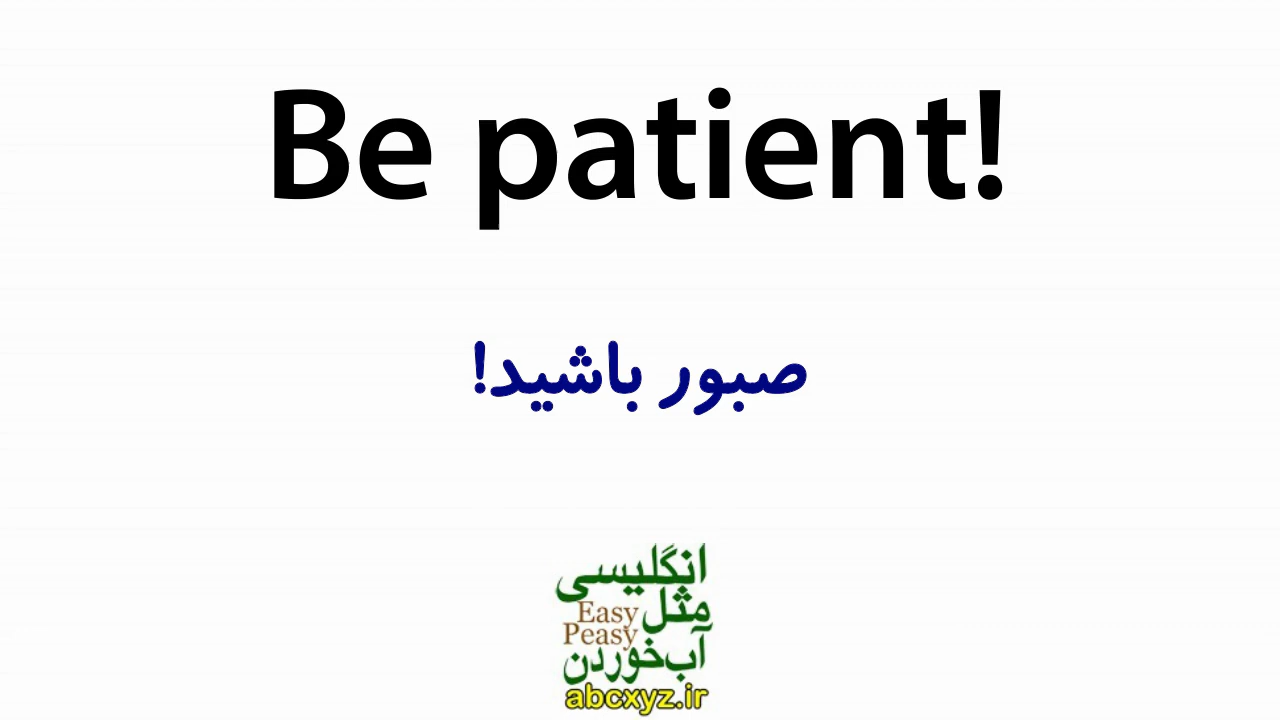 Be patient!
صبور باشید!
انگلیسی
مثل
Easy
Peasy
آب‌خوردن
abcxyz.ir